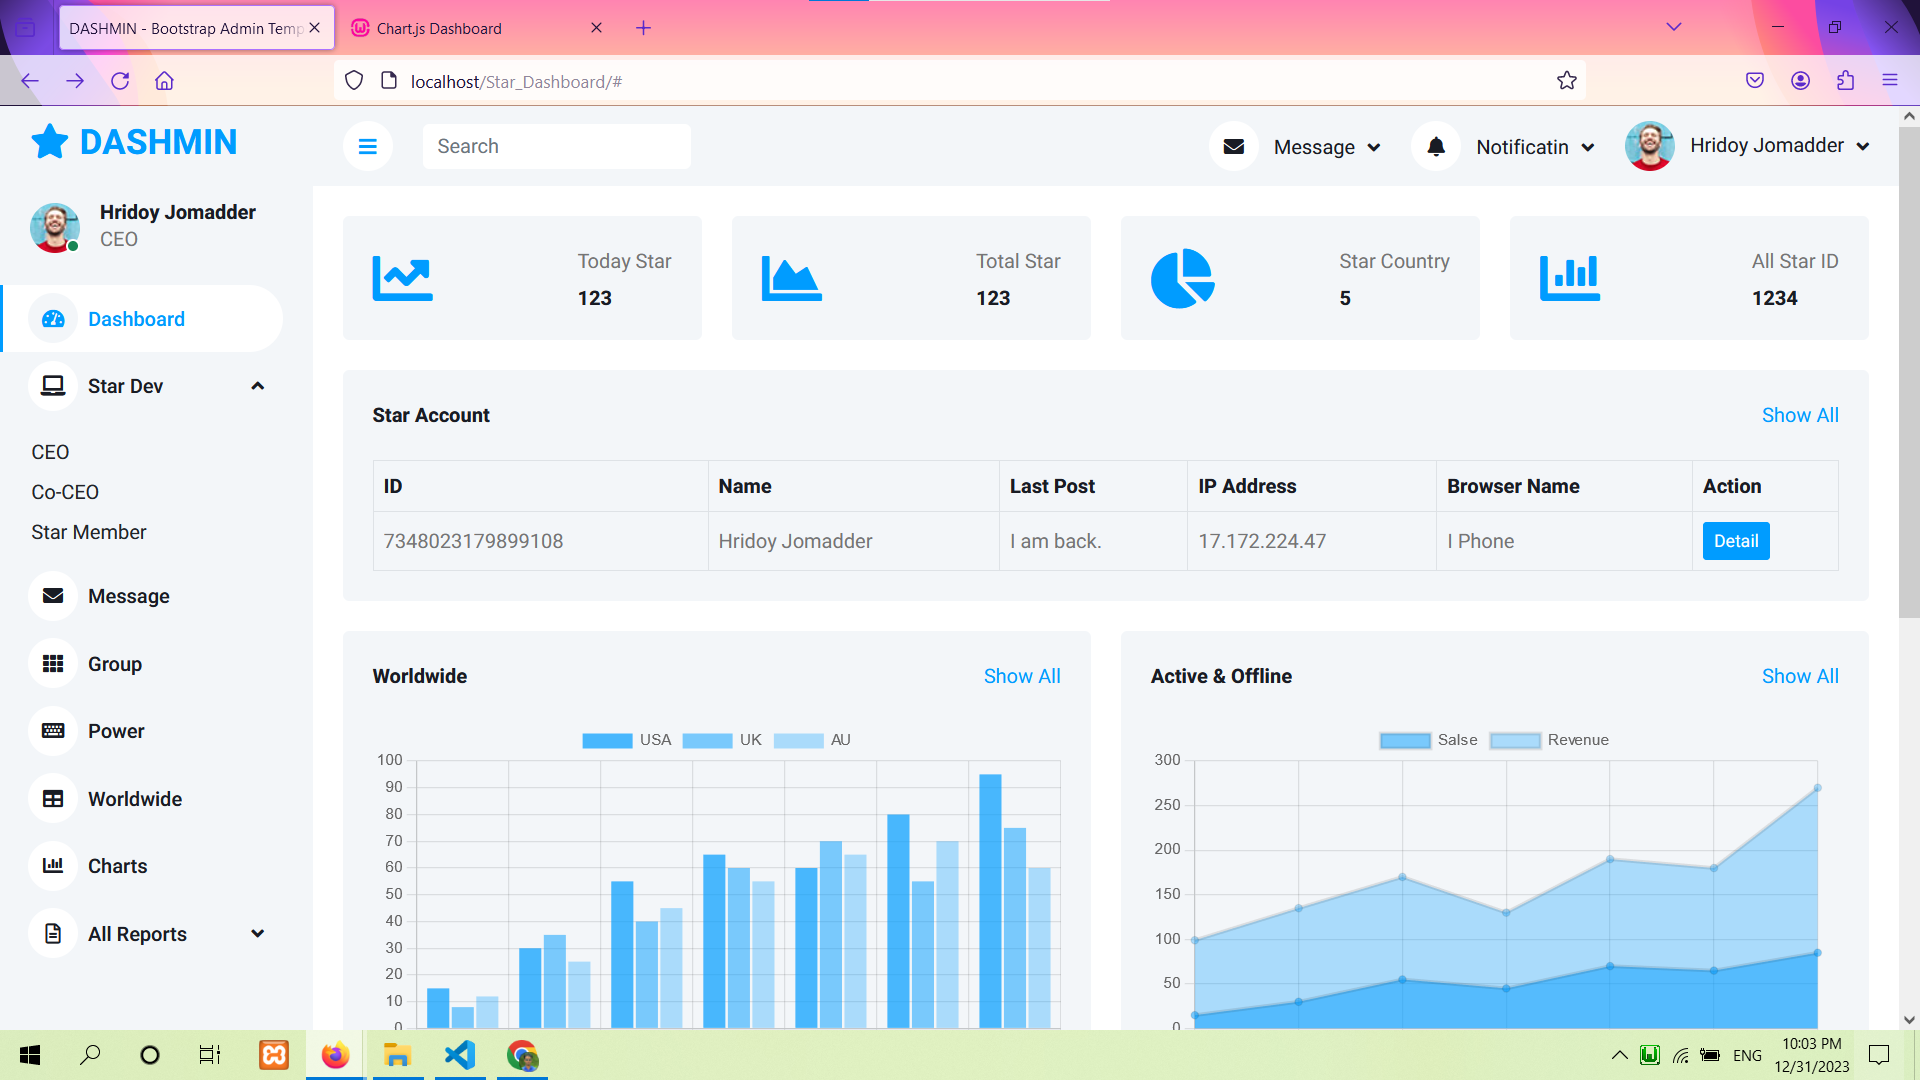 DASHMIN - Bootstrap Admin Temp
Chart.js Dashboard
localhost/Star_Dashboard/#
DASHMIN
Search
Message
Notificatin
Hridoy Jomadder
Hridoy Jomadder
CEO
Dashboard
Star Dev
CEO
Co-CEO
Star Member
Message
Group
Power
Worldwide
Charts
All Reports
Today Star
123
Total Star
123
Star Country
5
All Star ID
1234
Star Account
Show All
ID Name Last Post IP Address Browser Name Action
7348023179899108 Hridoy Jomadder I am back. 17.172.224.47 I Phone Detail
Worldwide
Show All
USA UK AU
100
90
80
70
60
50
40
30
20
10
0
Active & Offline
Show All
Salse Revenue
300
250
200
150
100
50
0
ENG
10:03 PM
12/31/2023